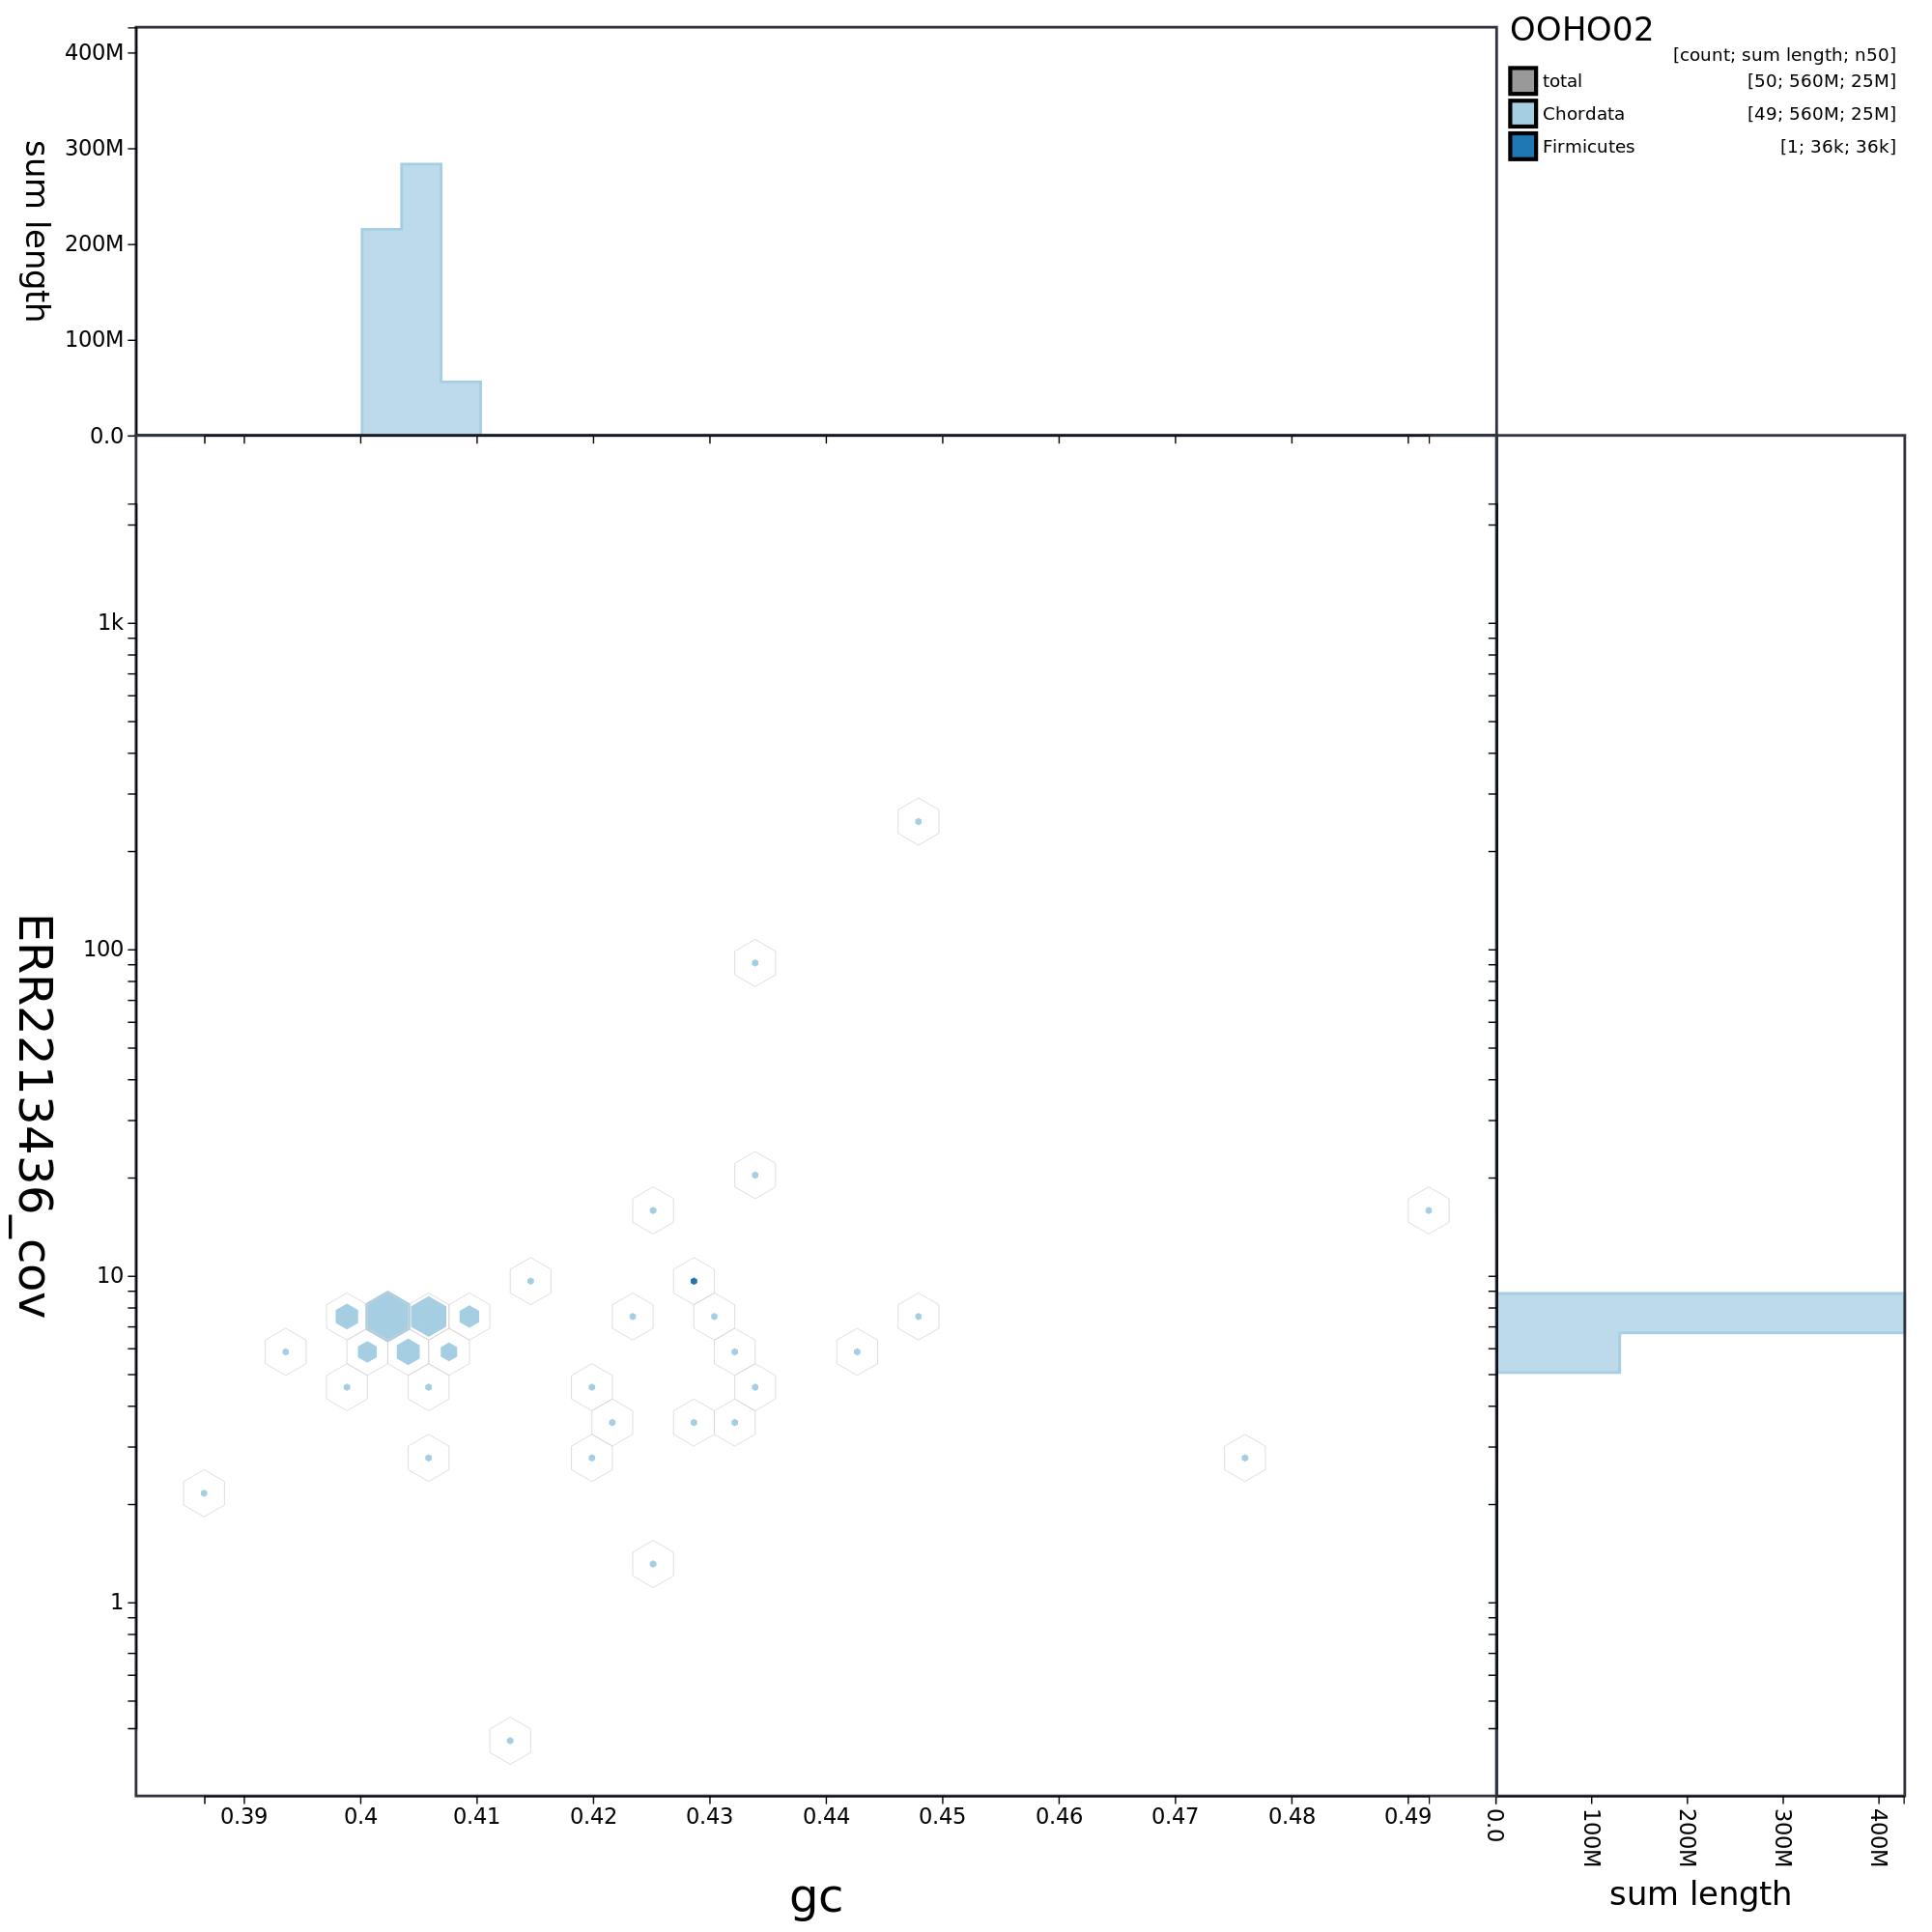 OOHO02
[count; sum length; n50]
total [50; 560M; 25M]
Chordata [49; 560M; 25M]
Firmicutes [1; 36k; 36k]
sum length
400M
300M
200M
100M
0.0
ERR2213436_cov
1k
100
10
1
0.39 0.4 0.41 0.42 0.43 0.44 0.45 0.46 0.47 0.48 0.49
gc
0.0 100M 200M 300M 400M
sum length